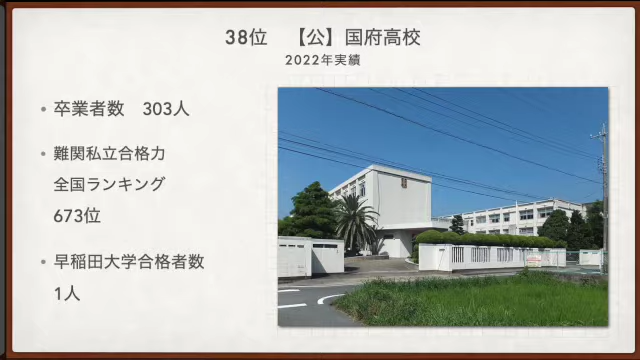 38位　【公】国府高校
2022年実績
・卒業者数　303人
・難関私立合格力
全国ランキング
673位
・早稲田大学合格者数
1人